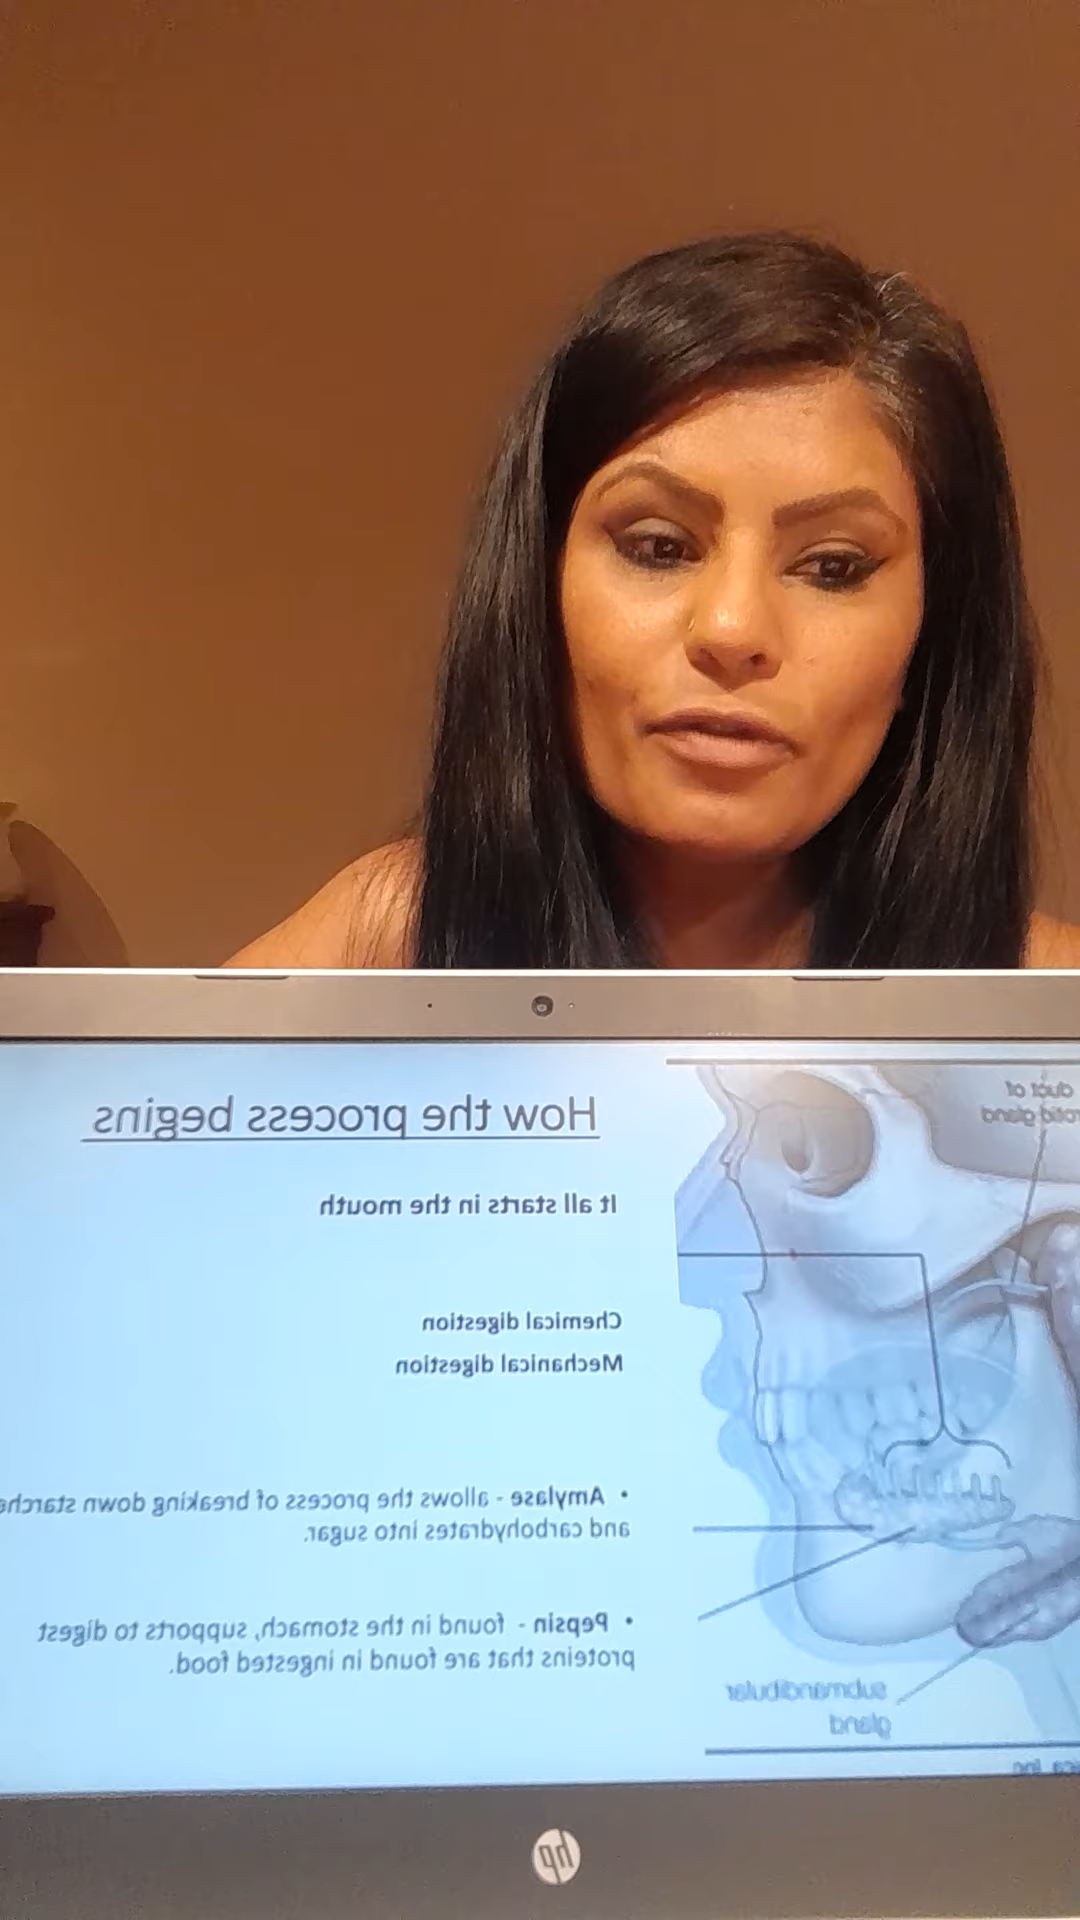 How the process begins
It all starts in the mouth
Chemical digestion
Mechanical digestion
• Amylase - allows the process of breaking down
and carbohydrates into sugar.
• Pepsin - found in the stomach, supports to digest
proteins that are found in ingested food.
duct of
gland
submandibular
gland
Inc.
hp